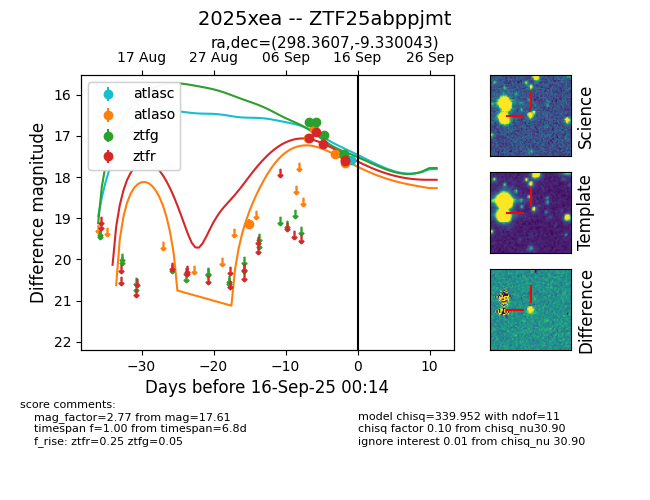 2025xea -- ZTF25abppjmt
ra,dec=(298.3607,-9.330043)
17 Aug 27 Aug 06 Sep 16 Sep 26 Sep
atlasc
atlaso
ztfg
ztfr
16
17
18
19
20
21
22
Difference magnitude
−30 −20 −10 0 10
Days before 16-Sep-25 00:14
Science
Template
Difference
score comments:
mag_factor=2.77 from mag=17.61
timespan f=1.00 from timespan=6.8d
f_rise: ztfr=0.25 ztfg=0.05
model chisq=339.952 with ndof=11
chisq factor 0.10 from chisq_nu30.90
ignore interest 0.01 from chisq_nu 30.90